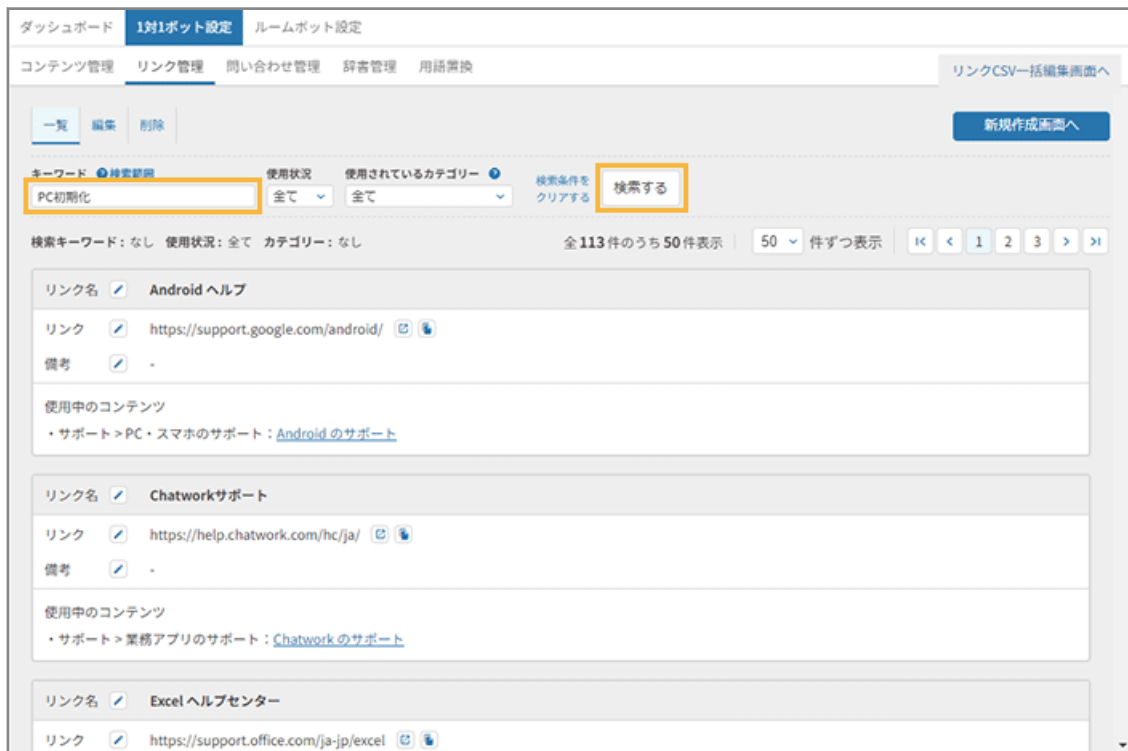 ダッシュボード 1対1ボット設定 ルームボット設定
コンテンツ管理 リンク管理 問い合わせ管理 辞書管理 用語置換 リンクCSV一括編集画面へ
一覧 編集 削除 新規作成画面へ
キーワード ?検索範囲 使用状況 使用されているカテゴリー ?
PC初期化 全て 全て 検索条件を
クリアする 検索する
検索キーワード:なし 使用状況:全て カテゴリー:なし 全113件のうち50件表示 50 件ずつ表示 1 2 3
リンク名 Android ヘルプ
リンク https://support.google.com/android/
備考 -
使用中のコンテンツ
・サポート > PC・スマホのサポート:Android のサポート
リンク名 Chatworkサポート
リンク https://help.chatwork.com/hc/ja/
備考 -
使用中のコンテンツ
・サポート > 業務アプリのサポート:Chatwork のサポート
リンク名 Excel ヘルプセンター
リンク https://support.office.com/ja-jp/excel